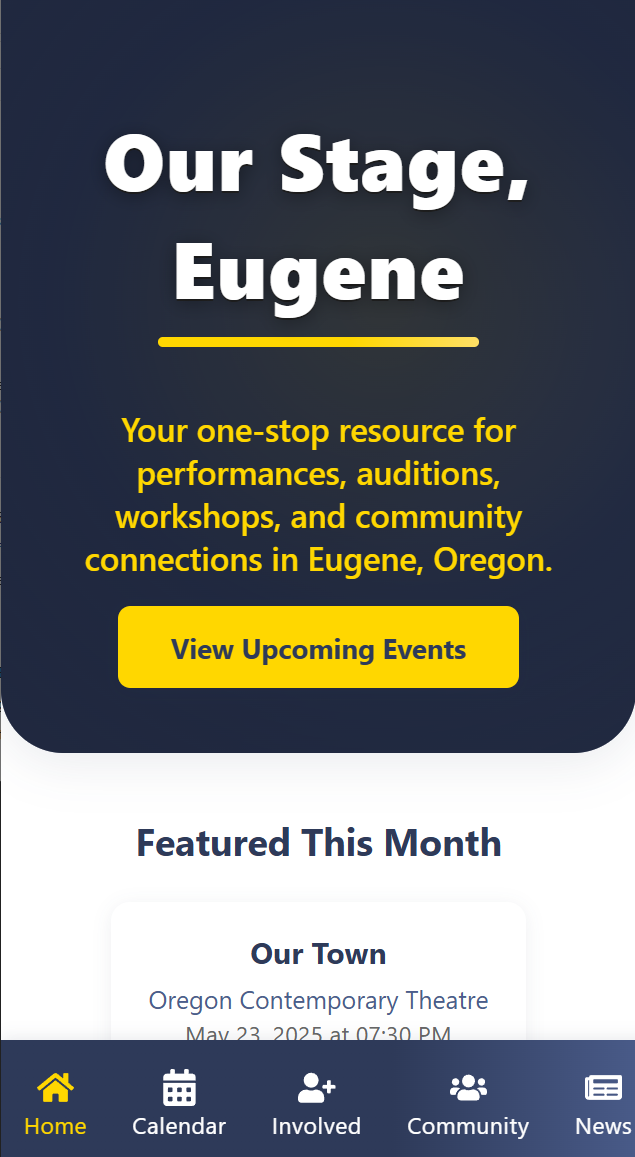 Our Stage,
Eugene
Your one-stop resource for
performances, auditions,
workshops, and community
connections in Eugene, Oregon.
View Upcoming Events
Featured This Month
Our Town
Oregon Contemporary Theatre
May 23, 2025 at 07:30 PM
Home
Calendar
Involved
Community
News